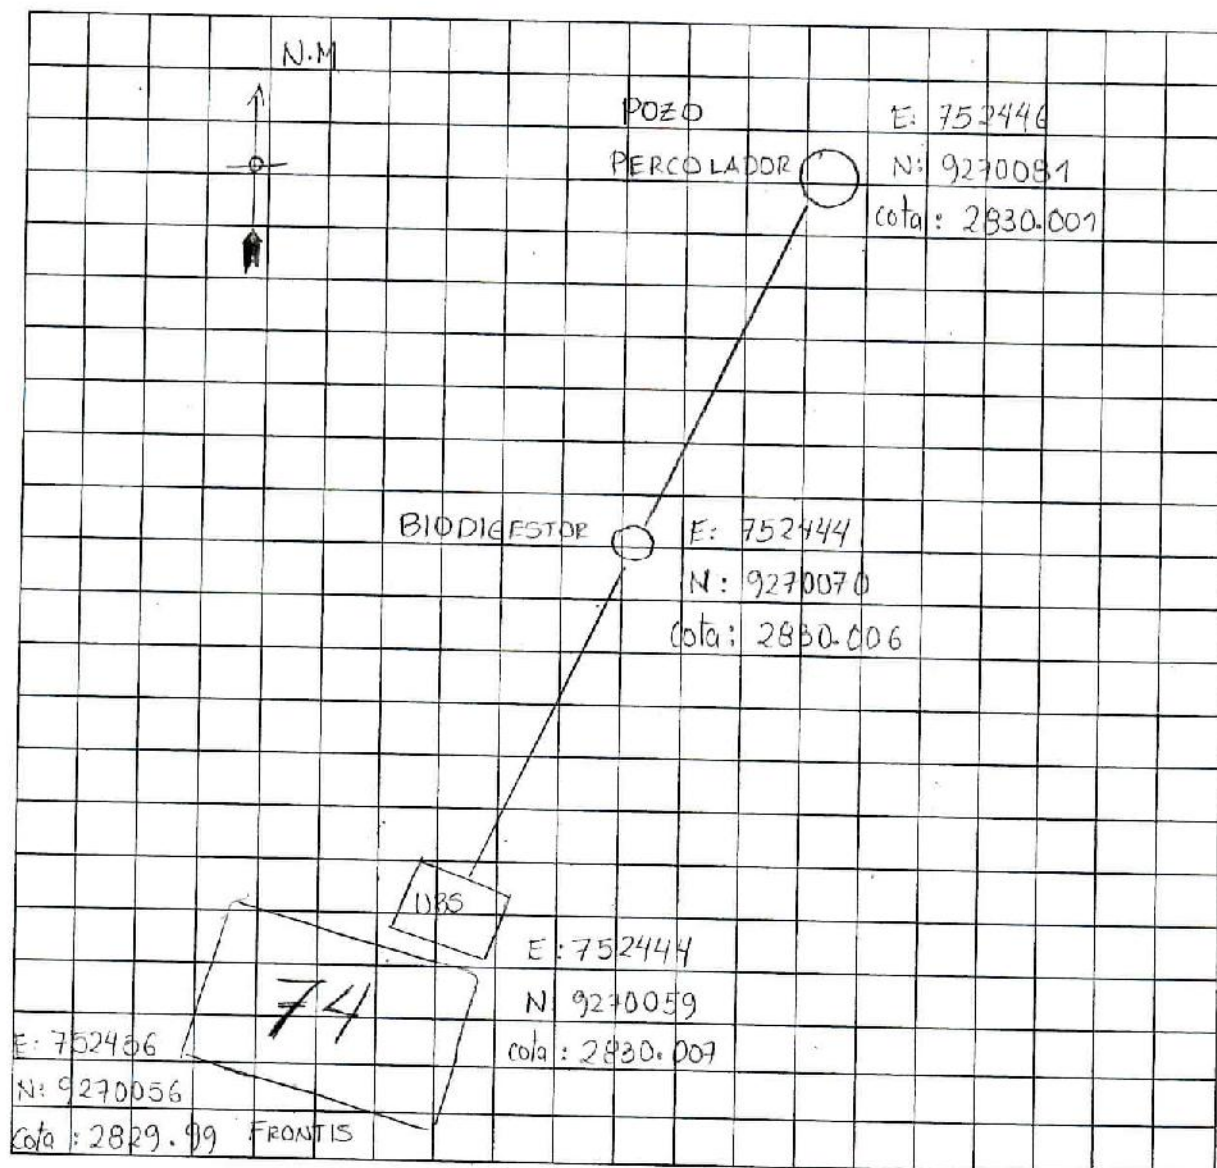 N.M
POZO
PERCOLADOR
E: 752446
N: 9270081
cota: 2830.001
BIODIGESTOR
E: 752444
N: 9270070
Cota: 2830.006
UBS
E: 752444
N 9270059
cota: 2830.007
74
E: 752436
N: 9270056
Cota: 2829.99
FRONTIS